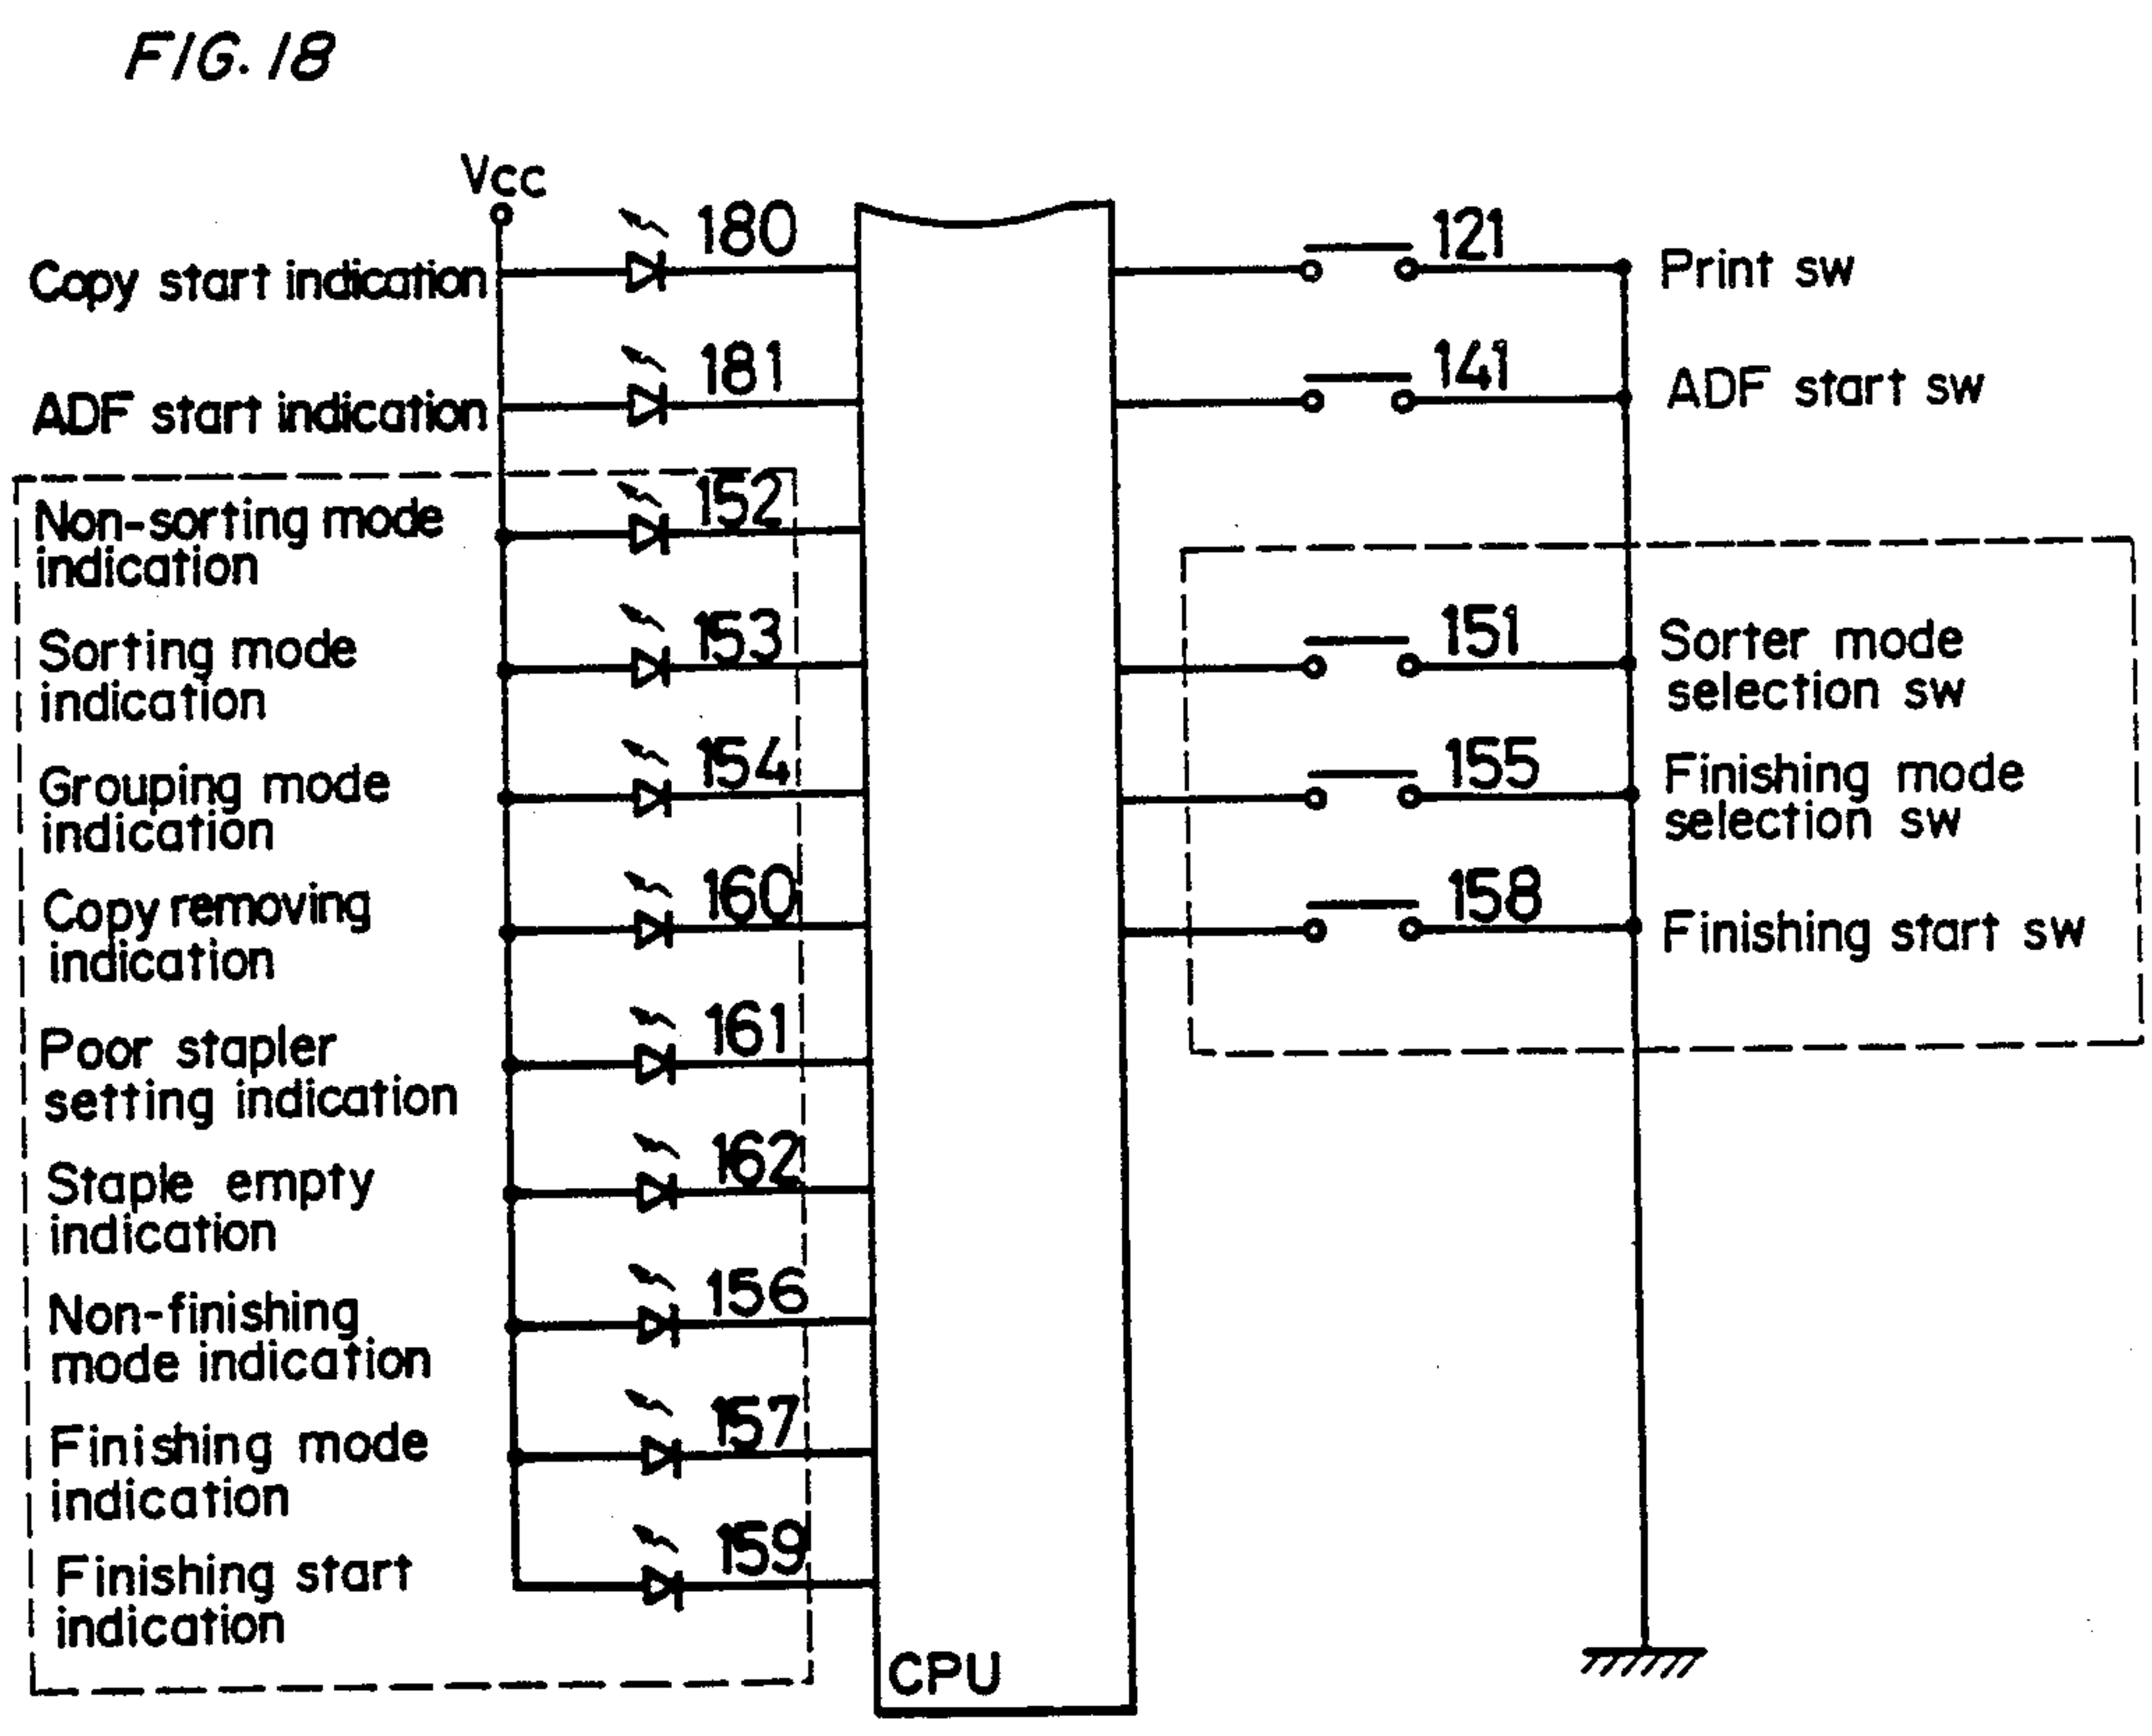 FIG. 18
Vcc
Copy start indication
180
121
Print sw
ADF start indication
181
141
ADF start sw
Non-sorting mode
indication
152
Sorting mode
indication
153
151
Sorter mode
selection sw
Grouping mode
indication
154
155
Finishing mode
selection sw
Copy removing
indication
160
158
Finishing start sw
Poor stapler
setting indication
161
Staple empty
indication
162
Non-finishing
mode indication
156
Finishing mode
indication
157
Finishing start
indication
159
CPU